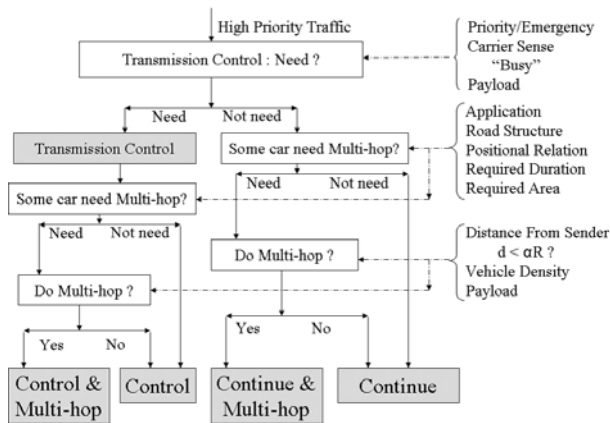 High Priority Traffic
Transmission Control : Need ?
Priority/Emergency
Carrier Sense
“Busy”
Payload
Need
Not need
Transmission Control
Some car need Multi-hop?
Application
Road Structure
Positional Relation
Required Duration
Required Area
Some car need Multi-hop?
Need
Not need
Need
Not need
Do Multi-hop ?
Distance From Sender
d < αR ?
Vehicle Density
Payload
Do Multi-hop ?
Yes
No
Yes
No
Control &
Multi-hop
Control
Continue &
Multi-hop
Continue